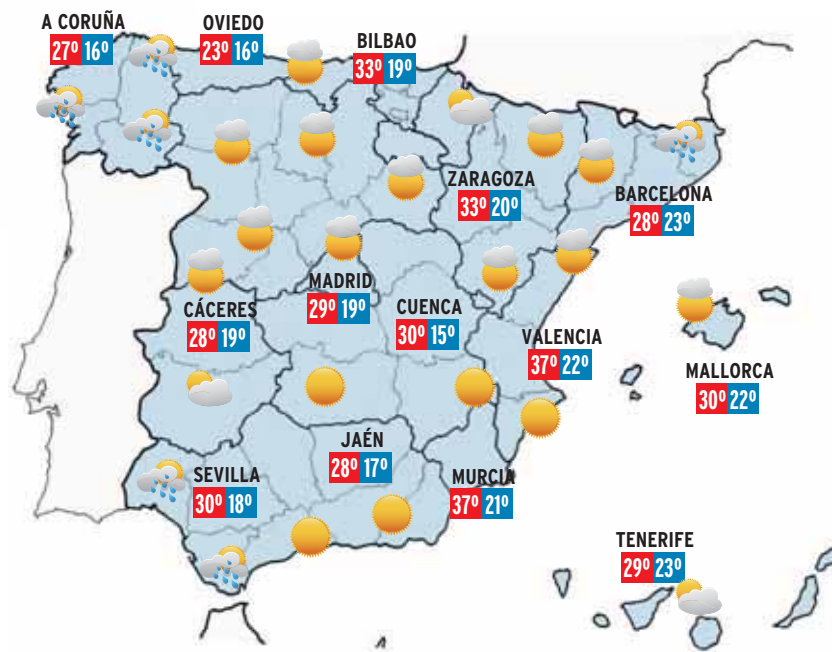 A CORUÑA
27º 16º
OVIEDO
23º 16º
BILBAO
33º 19º
ZARAGOZA
33º 20º
BARCELONA
28º 23º
MADRID
29º 19º
CÁCERES
28º 19º
CUENCA
30º 15º
VALENCIA
37º 22º
MALLORCA
30º 22º
JAÉN
28º 17º
SEVILLA
30º 18º
MURCIA
37º 21º
TENERIFE
29º 23º